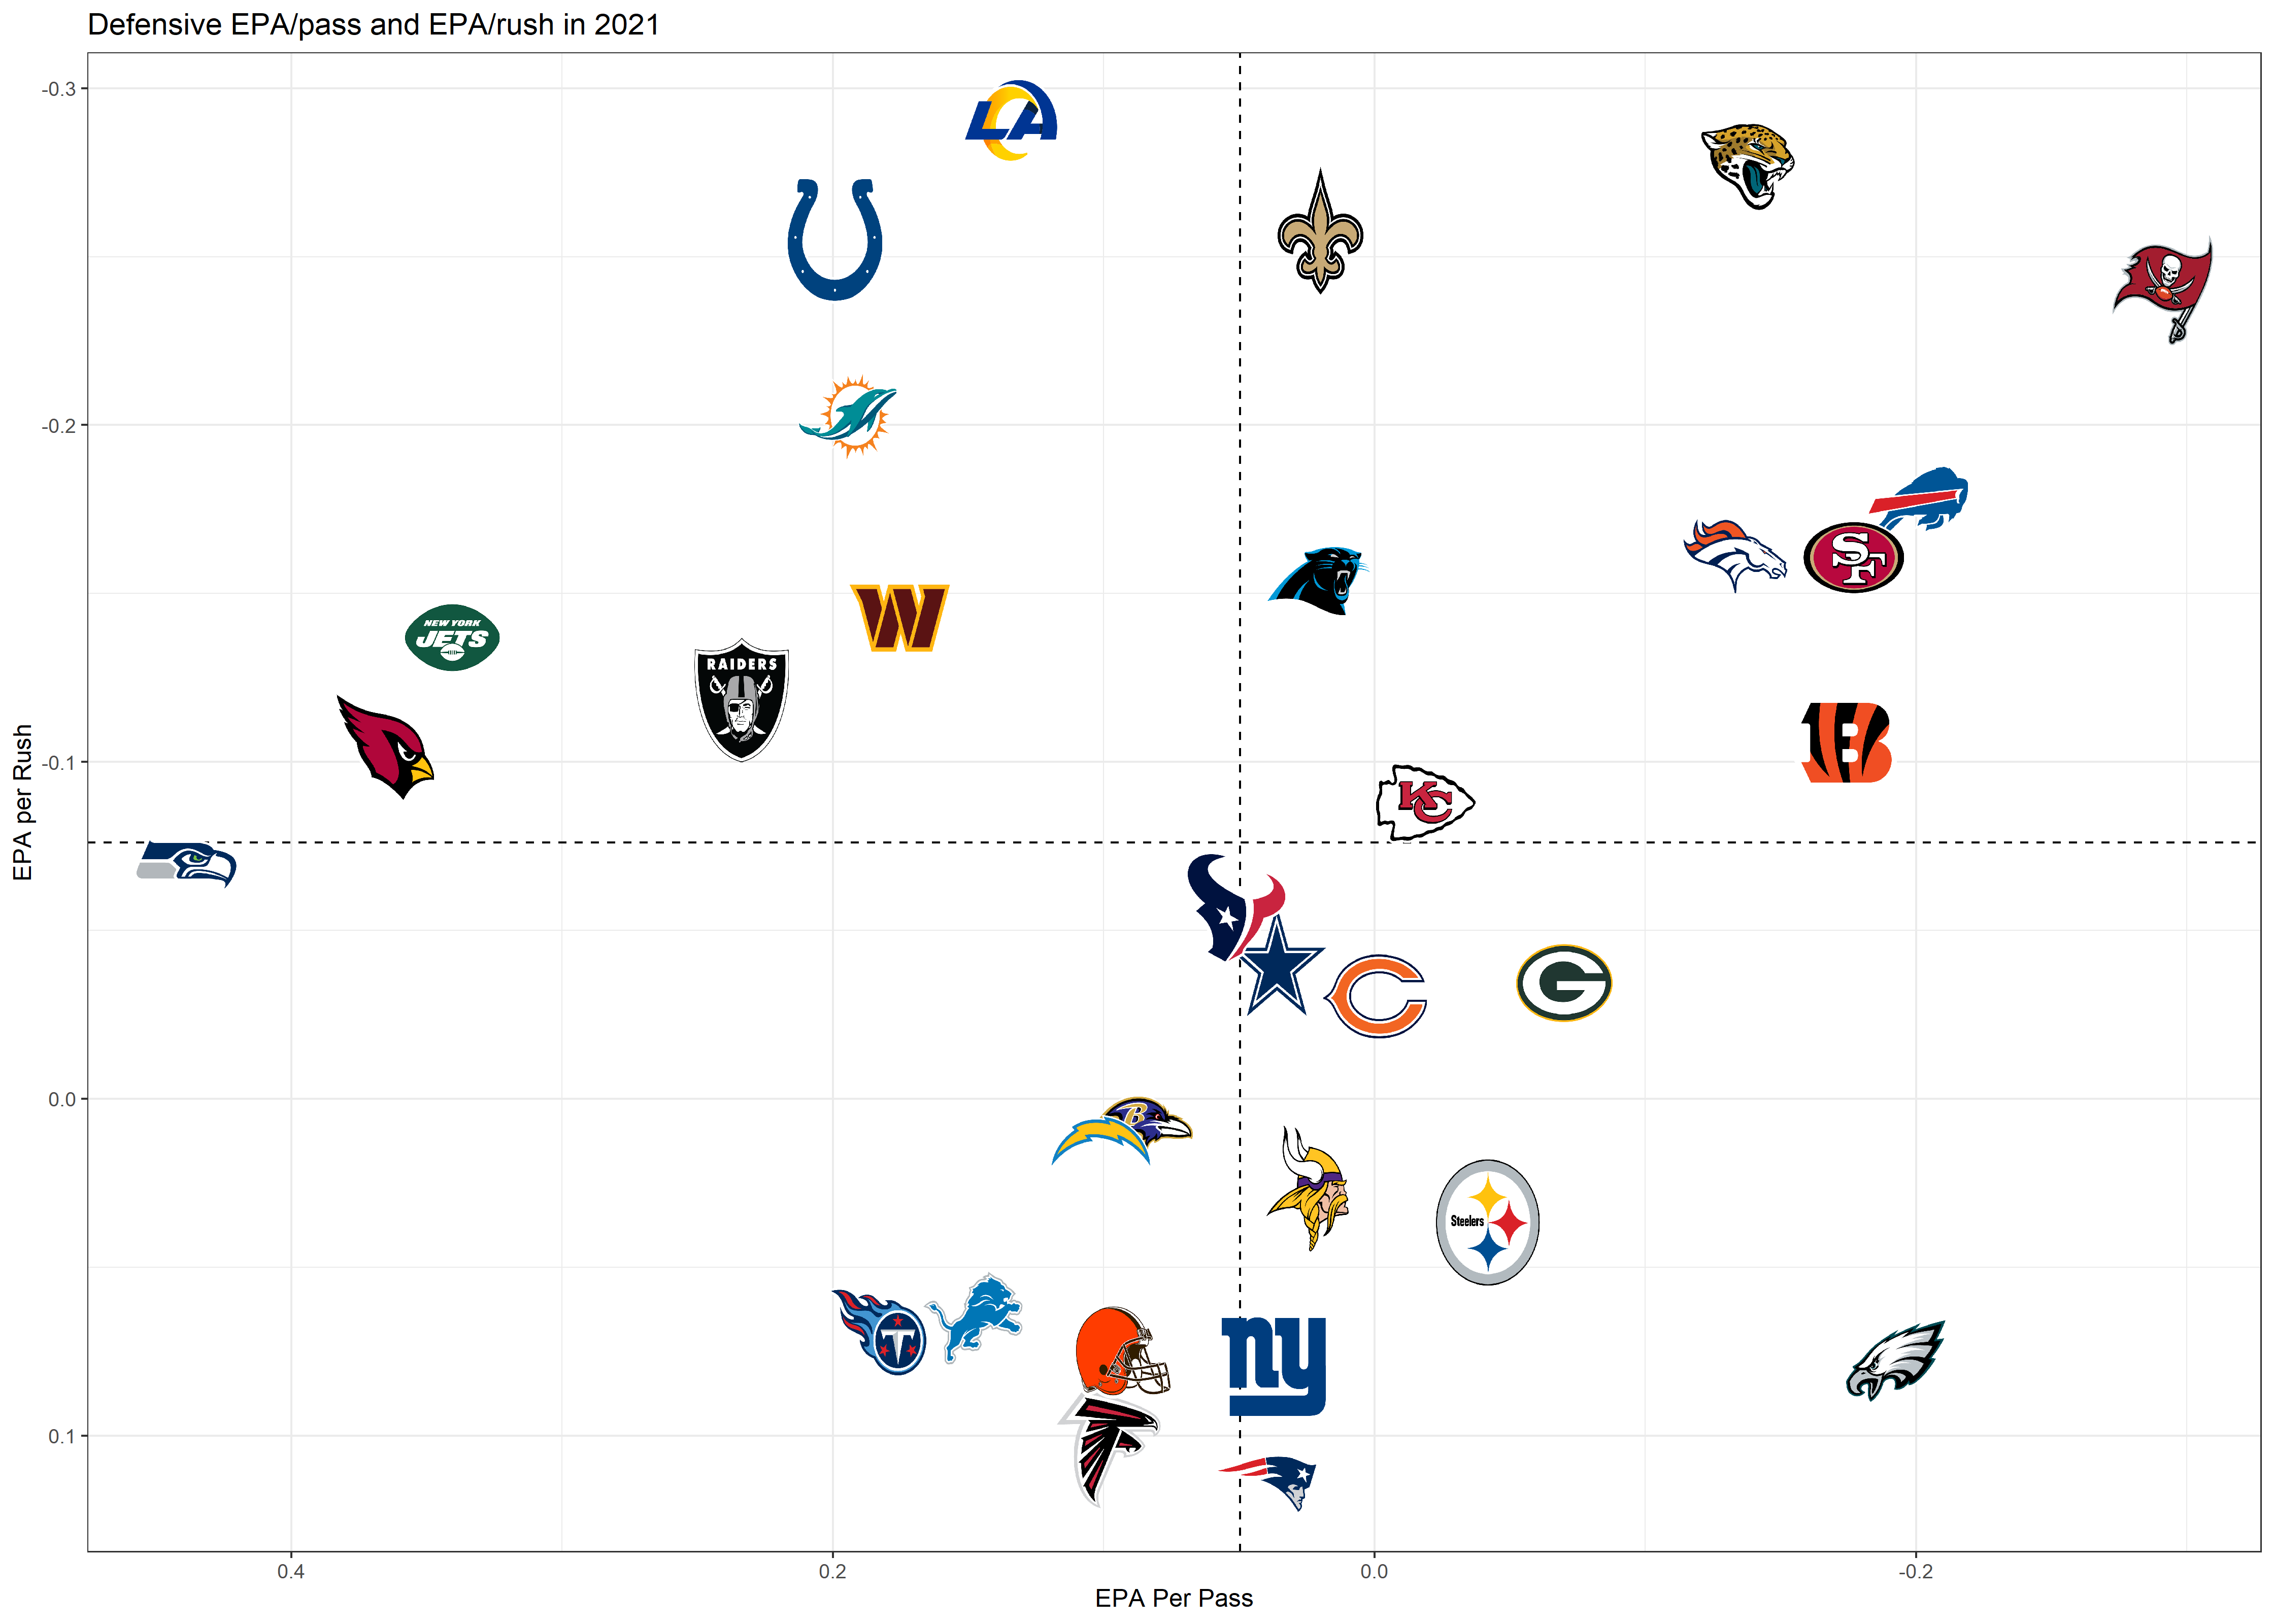 Defensive EPA/pass and EPA/rush in 2021
EPA per Rush
-0.3
-0.2
-0.1
0.0
0.1
LA
NEW YORK
JETS
RAIDERS
W
SF
B
KC
C
G
B
Steelers
T
ny
0.4
0.2
0.0
-0.2
EPA Per Pass